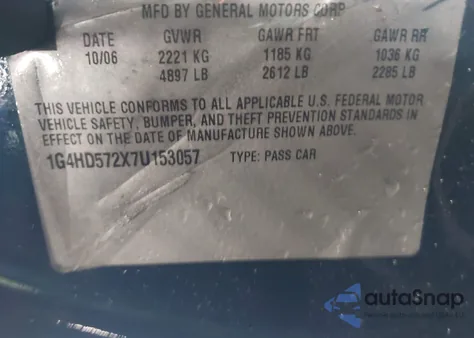 MFD BY GENERAL MOTORS CORP
DATE GVWR GAWR FRT GAWR RR
10/06 2221 KG 1185 KG 1036 KG
4897 LB 2612 LB 2285 LB
THIS VEHICLE CONFORMS TO ALL APPLICABLE U.S. FEDERAL MOTOR
VEHICLE SAFETY, BUMPER, AND THEFT PREVENTION STANDARDS IN
EFFECT ON THE DATE OF MANUFACTURE SHOWN ABOVE.
1G4HD572X7U153057 TYPE: PASS CAR
autoSnap